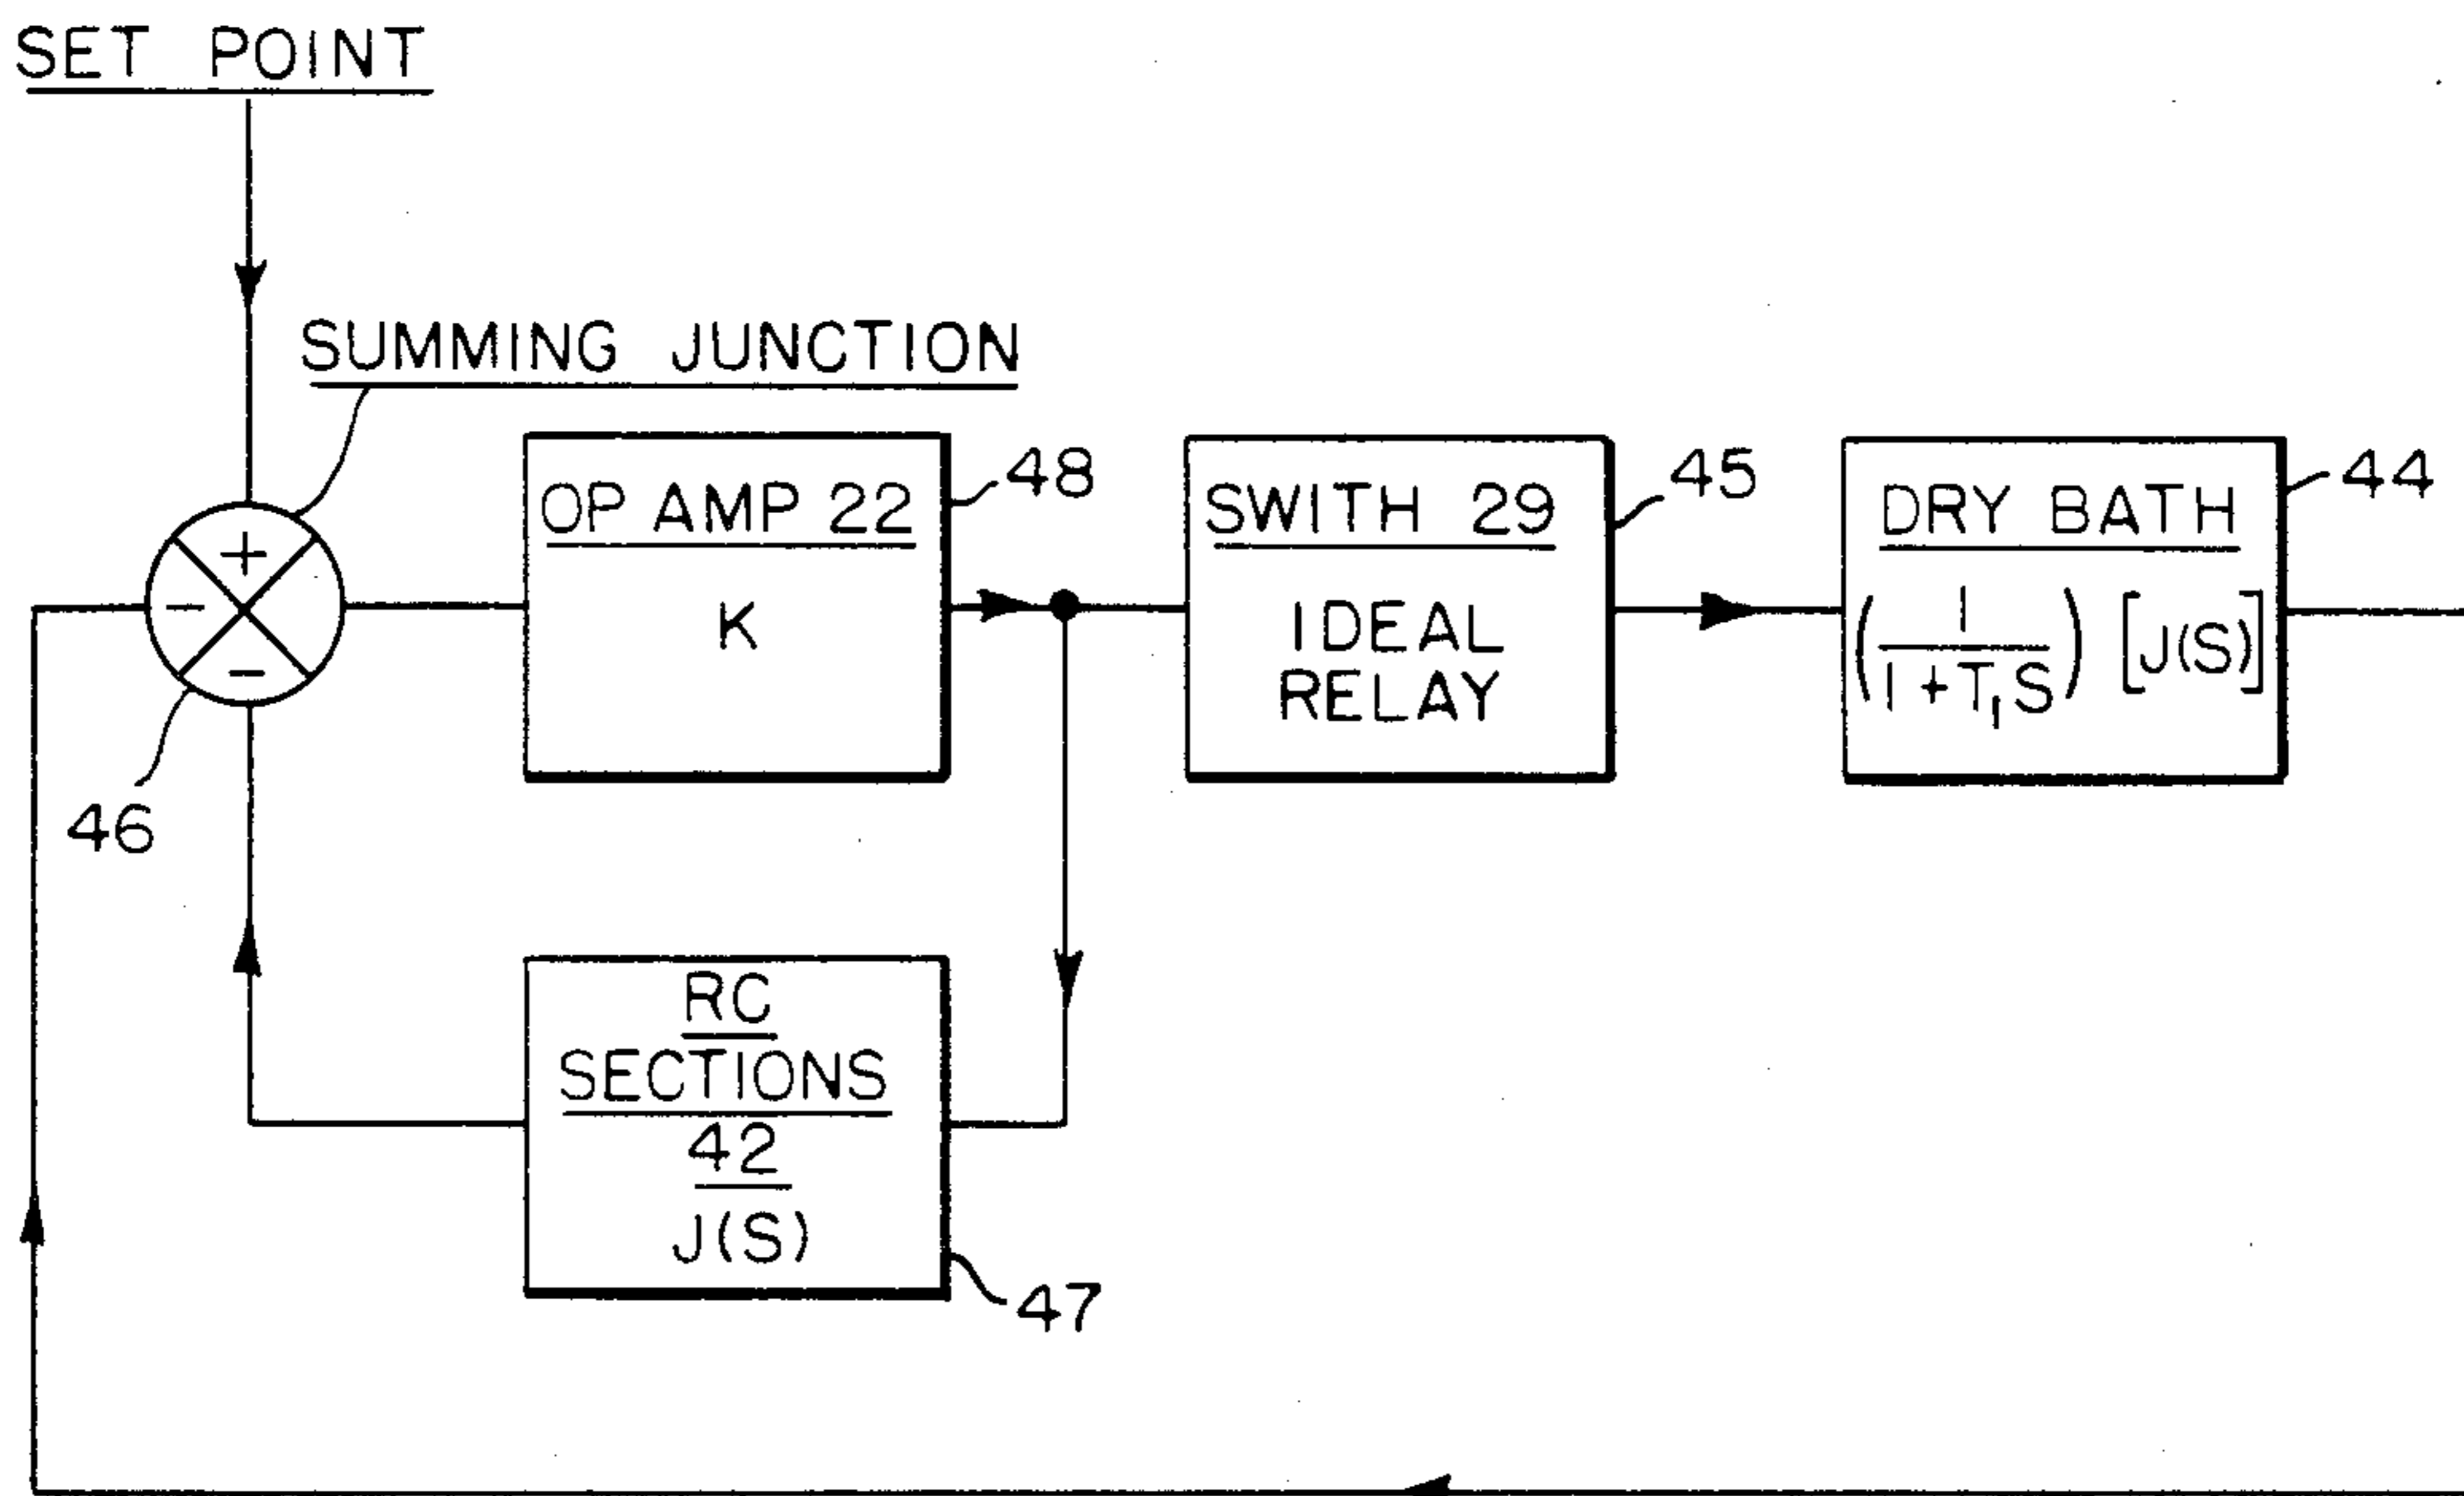 SET POINT
SUMMING JUNCTION
+
-
-
46
OP AMP 22
K
48
SWITH 29
IDEAL
RELAY
45
DRY BATH
(1/(1+T₁S)) [J(S)]
44
RC
SECTIONS
42
J(S)
47